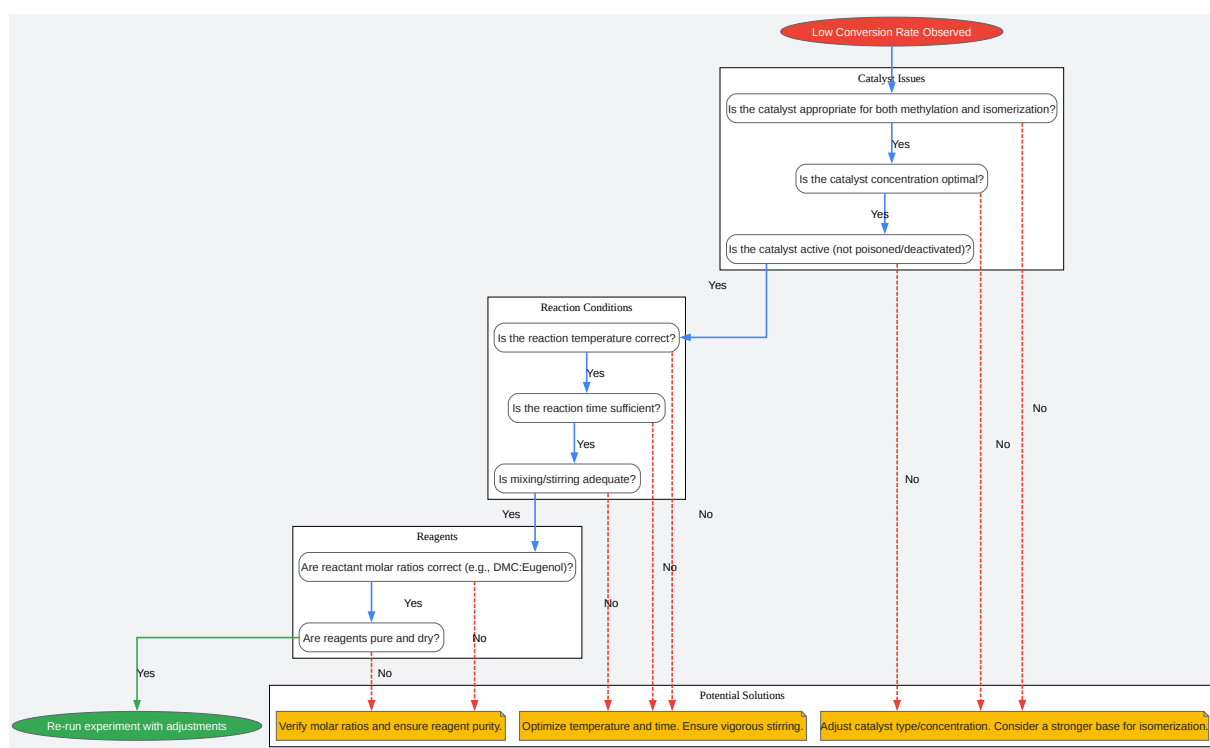 Low Conversion Rate Observed
Catalyst Issues
Is the catalyst appropriate for both methylation and isomerization?
Yes
Is the catalyst concentration optimal?
Yes
Is the catalyst active (not poisoned/deactivated)?
Yes
Reaction Conditions
Is the reaction temperature correct?
Yes
Is the reaction time sufficient?
No
Yes
No
Is mixing/stirring adequate?
No
Yes
No
Reagents
Are reactant molar ratios correct (e.g., DMC:Eugenol)?
No
Yes
No
Are reagents pure and dry?
No
Yes
No
Potential Solutions
Re-run experiment with adjustments
Verify molar ratios and ensure reagent purity.
Optimize temperature and time. Ensure vigorous stirring.
Adjust catalyst type/concentration. Consider a stronger base for isomerization.